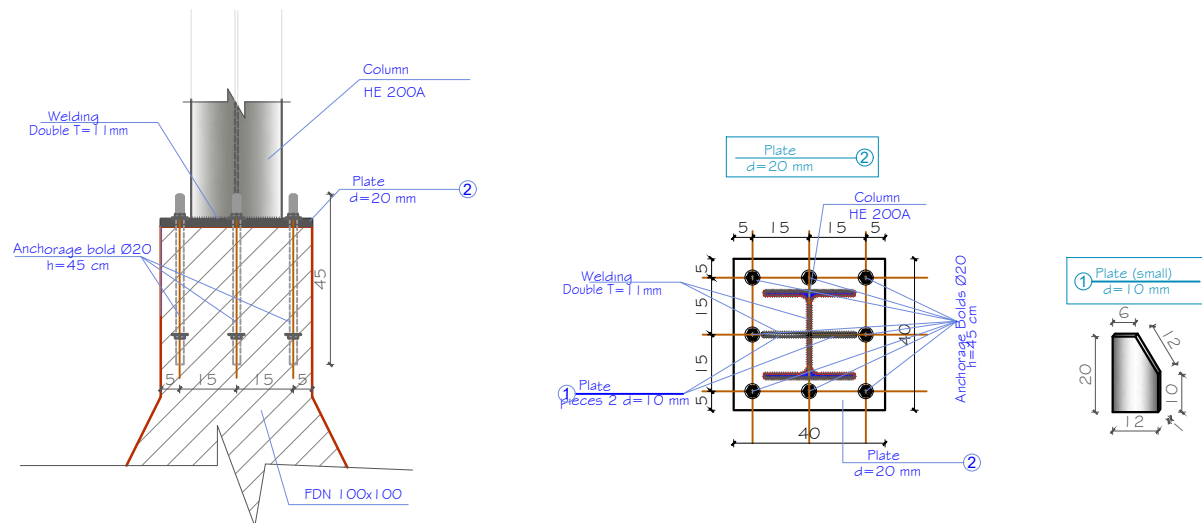 Column
HE 200A
Welding
Double T=11mm
Plate
d=20 mm
2
Anchorage bold Ø20
h=45 cm
45
5
15
15
5
FDN 100x100
Plate
d=20 mm
2
Column
HE 200A
5
15
15
5
Welding
Double T=11mm
5
15
15
5
40
Anchorage Bolds Ø20
h=45 cm
1
Plate
pieces 2 d=10 mm
40
Plate
d=20 mm
2
1
Plate (small)
d=10 mm
6
12
20
10
12
1